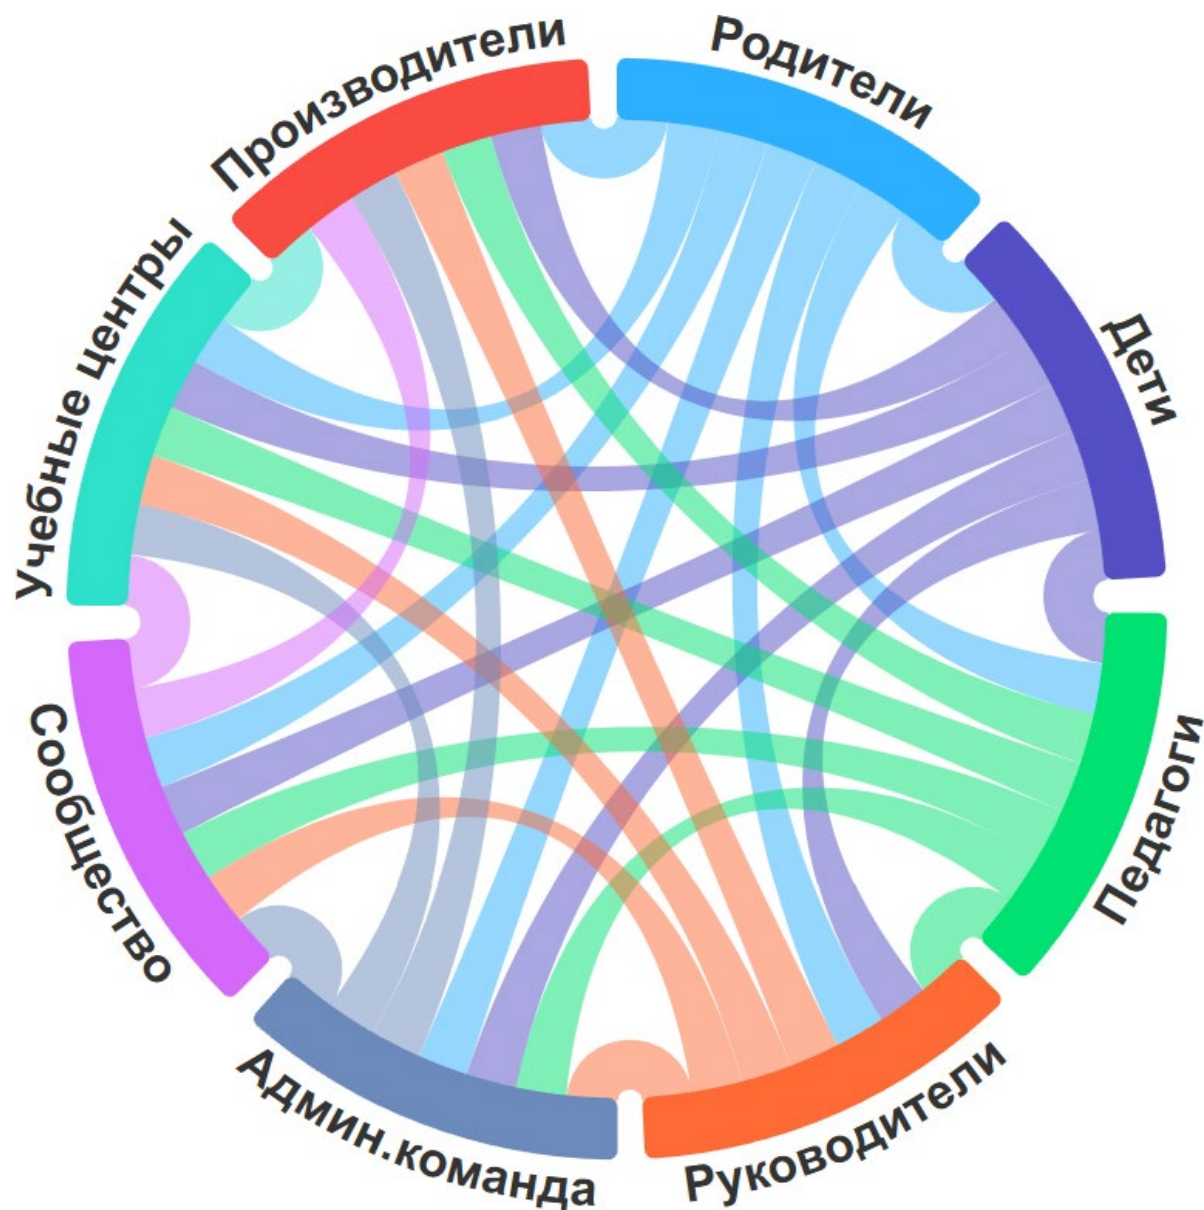 Производители
Родители
Дети
Педагоги
Руководители
Админ.команда
Сообщество
Учебные центры